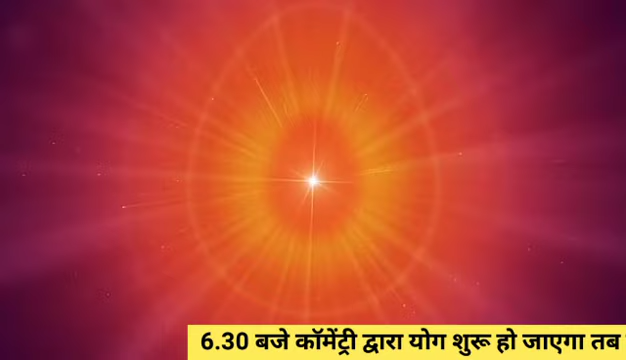 6.30 बजे कॉमेंट्री द्वारा योग शुरू हो जाएगा तब